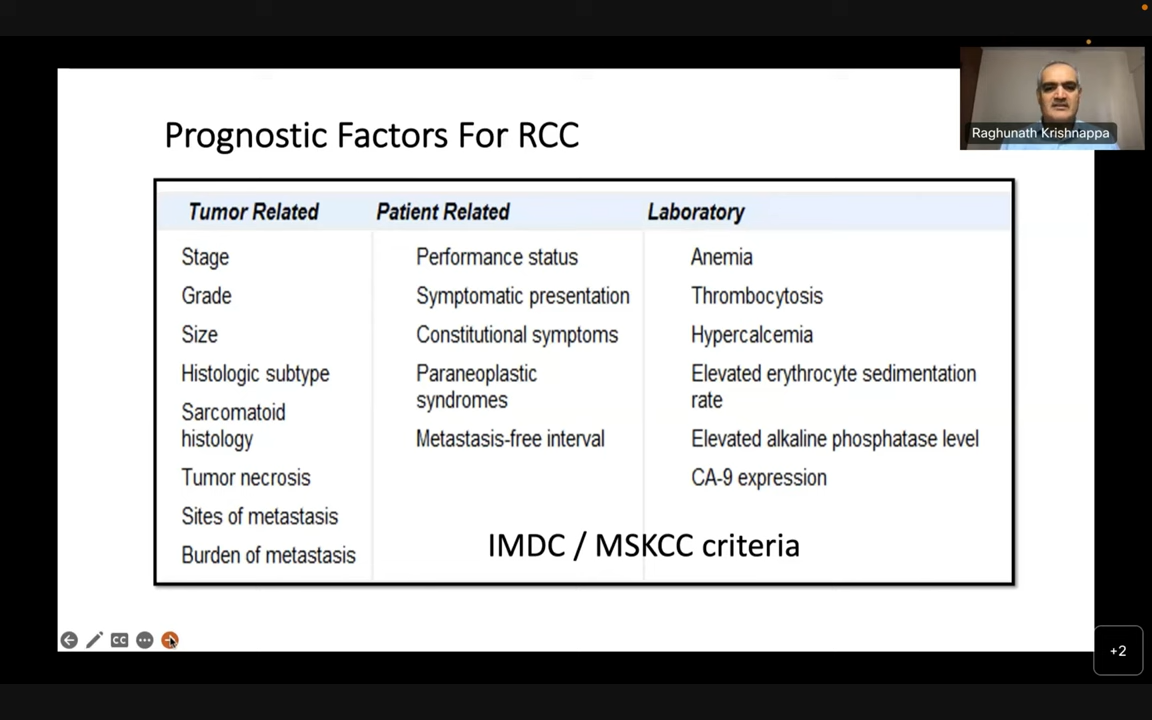 Raghunath Krishnappa
Prognostic Factors For RCC
Tumor Related
Patient Related
Laboratory
Stage
Performance status
Anemia
Grade
Symptomatic presentation
Thrombocytosis
Size
Constitutional symptoms
Hypercalcemia
Histologic subtype
Paraneoplastic
syndromes
Elevated erythrocyte sedimentation
rate
Sarcomatoid
histology
Metastasis-free interval
Elevated alkaline phosphatase level
Tumor necrosis
CA-9 expression
Sites of metastasis
Burden of metastasis
IMDC / MSKCC criteria
CC
+2